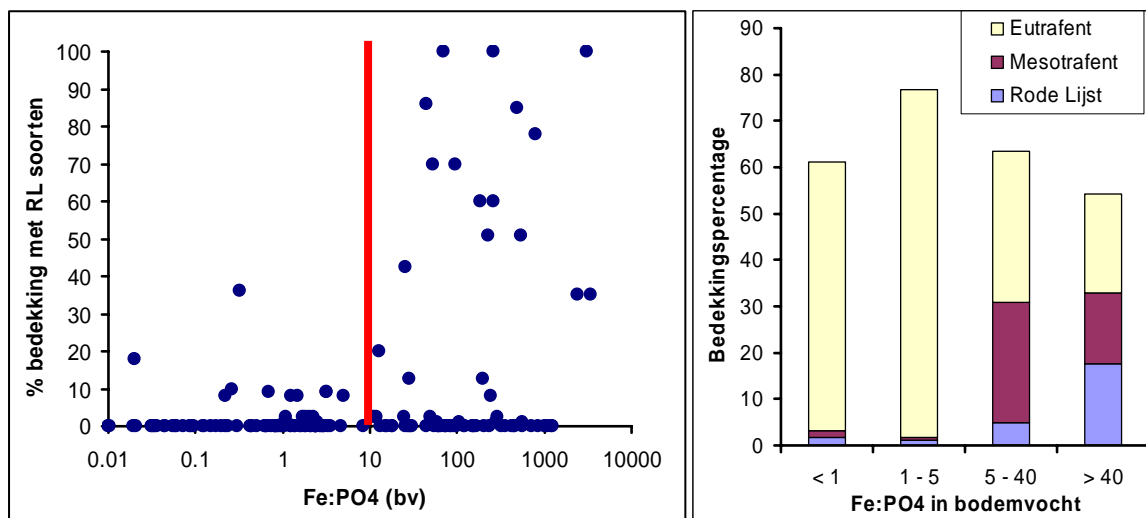 % bedekking met RL soorten
100
90
80
70
60
50
40
30
20
10
0
0.01 0.1 1 10 100 1000 10000
Fe:PO4 (bv)
Eutrafent
Mesotrafent
Rode Lijst
Bedekkingspercentage
90
80
70
60
50
40
30
20
10
0
< 1 1 - 5 5 - 40 > 40
Fe:PO4 in bodemvocht